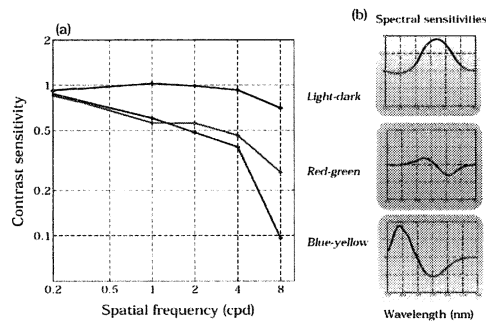 (a)
Contrast sensitivity
2
1
0.5
0.2
0.1
0.2
0.5
1
2
4
8
Spatial frequency (cpd)
(b)
Spectral sensitivities
Light-dark
Red-green
Blue-yellow
Wavelength (nm)